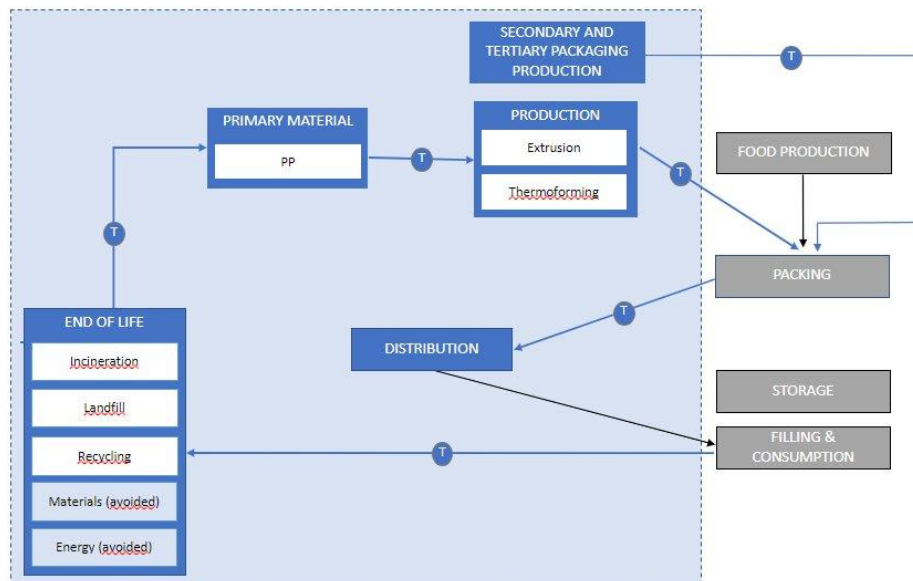 SECONDARY AND
TERTIARY PACKAGING
PRODUCTION
T
PRIMARY MATERIAL
PP
T
PRODUCTION
Extrusion
Thermoforming
T
FOOD PRODUCTION
T
PACKING
END OF LIFE
Incineration
Landfill
Recycling
Materials (avoided)
Energy (avoided)
T
DISTRIBUTION
STORAGE
FILLING &
CONSUMPTION
T